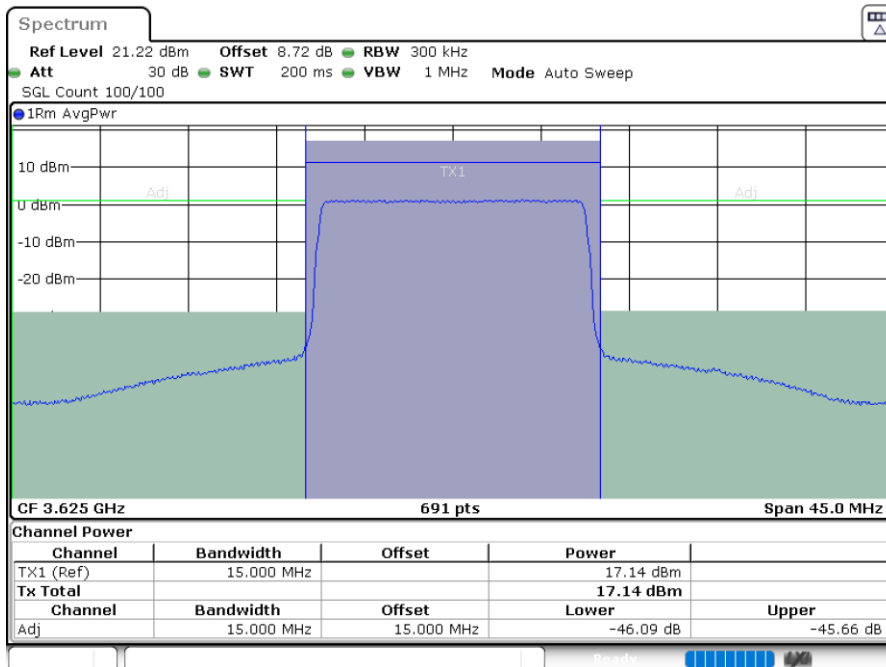 Spectrum
Ref Level 21.22 dBm Offset 8.72 dB RBW 300 kHz
Att 30 dB SWT 200 ms VBW 1 MHz Mode Auto Sweep
SGL Count 100/100
1Rm AvgPwr
10 dBm
TX1
Adj Adj
0 dBm
-10 dBm
-20 dBm
CF 3.625 GHz 691 pts Span 45.0 MHz
Channel Power
Channel Bandwidth Offset Power
TX1 (Ref) 15.000 MHz 17.14 dBm
Tx Total 17.14 dBm
Channel Bandwidth Offset Lower Upper
Adj 15.000 MHz 15.000 MHz -46.09 dB -45.66 dB
Ready